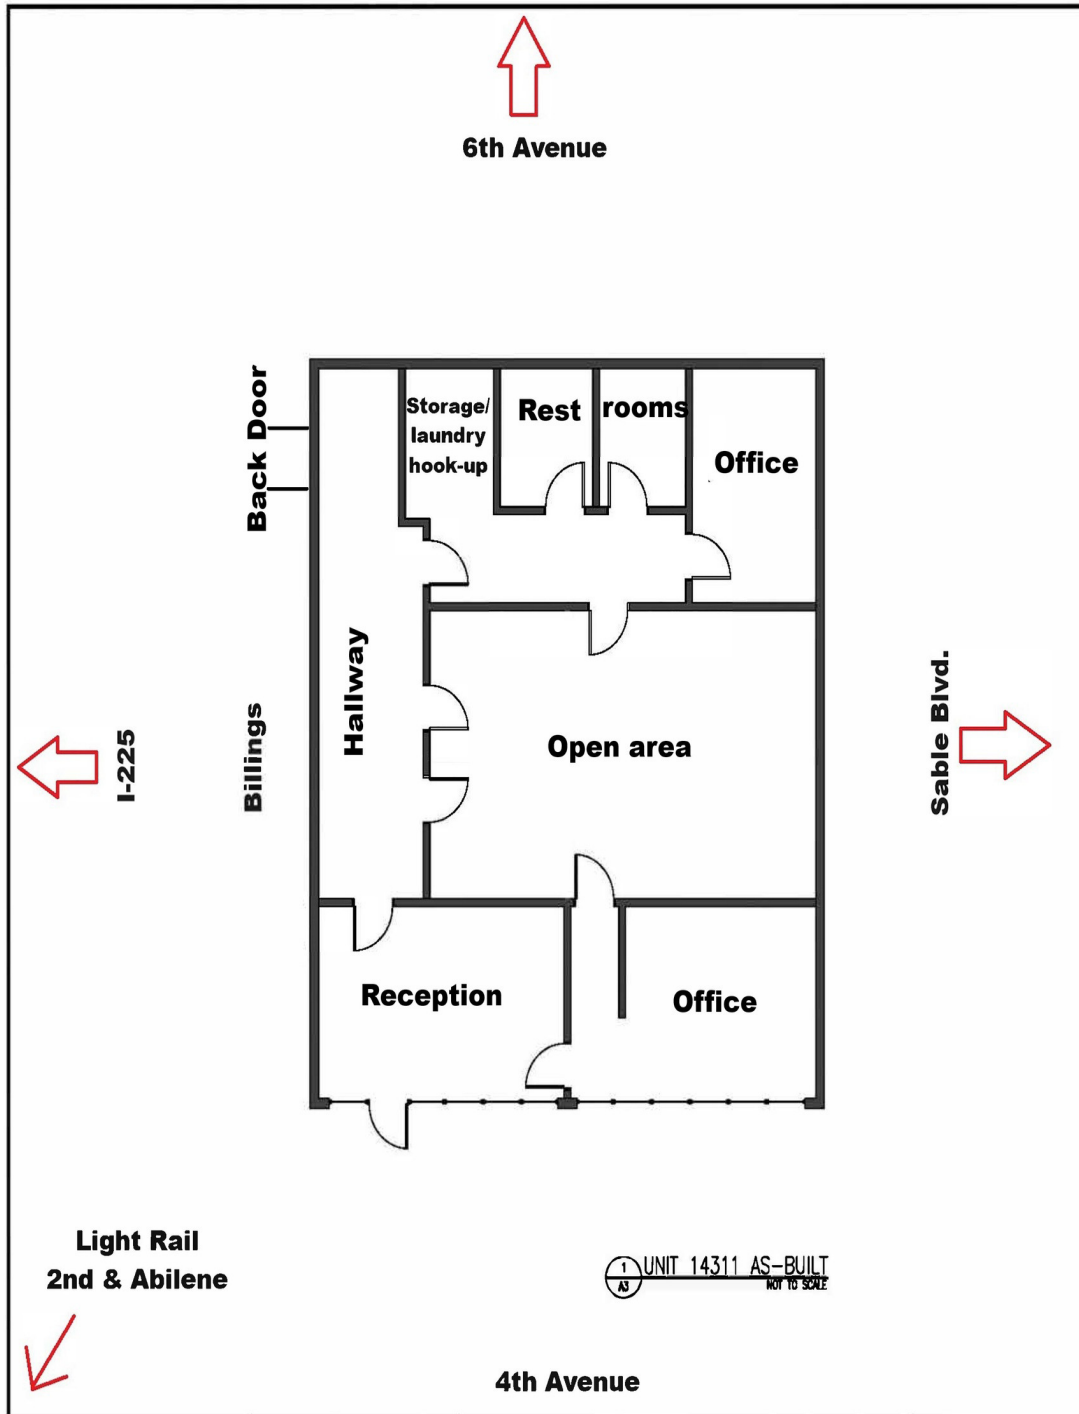 6th Avenue
Back Door
Storage/
laundry
hook-up
Rest rooms
Office
Hallway
Open area
I-225
Billings
Sable Blvd.
Reception
Office
Light Rail
2nd & Abilene
1
A3
UNIT 14311 AS-BUILT
NOT TO SCALE
4th Avenue